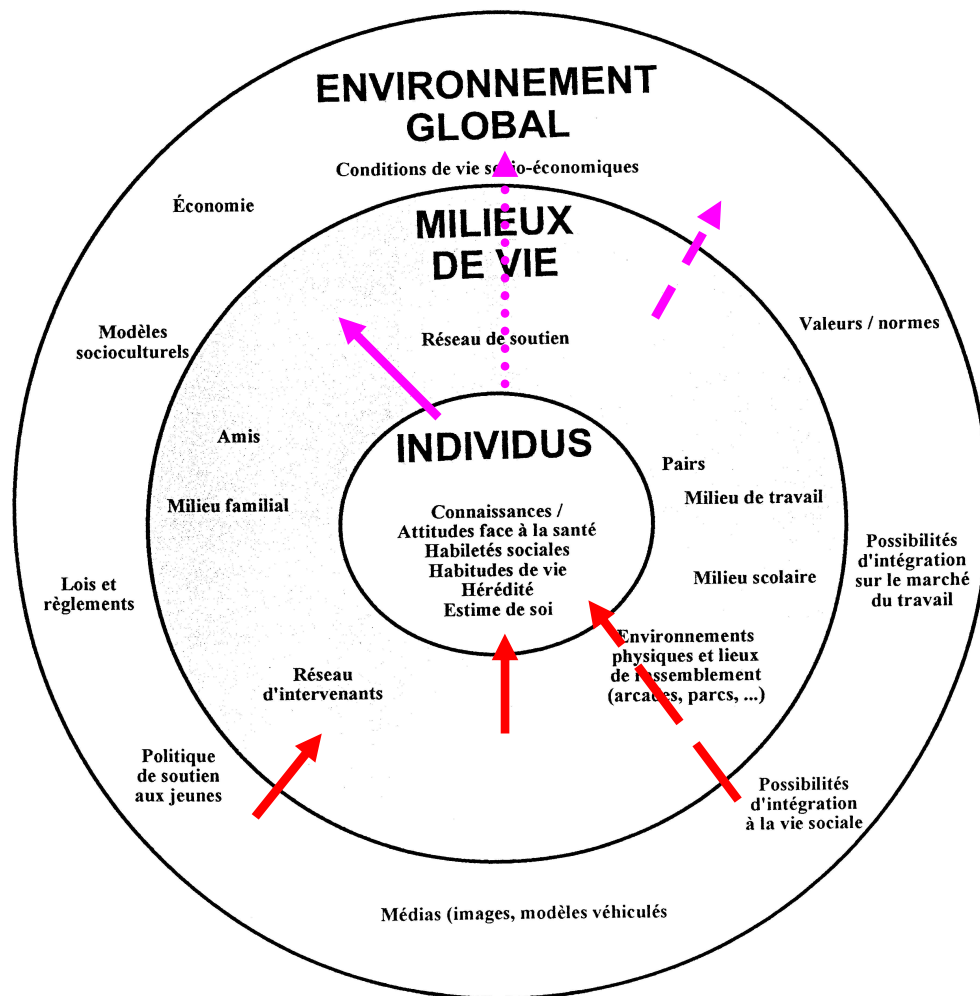 ENVIRONNEMENT
GLOBAL
Conditions de vie socio-économiques
Économie
MILIEUX
DE VIE
Modèles
socioculturels
Réseau de soutien
Valeurs / normes
Amis
INDIVIDUS
Pairs
Milieu familial
Milieu de travail
Connaissances /
Attitudes face à la santé
Habiletés sociales
Habitudes de vie
Hérédité
Estime de soi
Possibilités
d'intégration
sur le marché
du travail
Milieu scolaire
Lois et
règlements
Environnements
physiques et lieux
de rassemblement
(arcades, parcs, ...)
Réseau
d'intervenants
Politique
de soutien
aux jeunes
Possibilités
d'intégration
à la vie sociale
Médias (images, modèles véhiculés